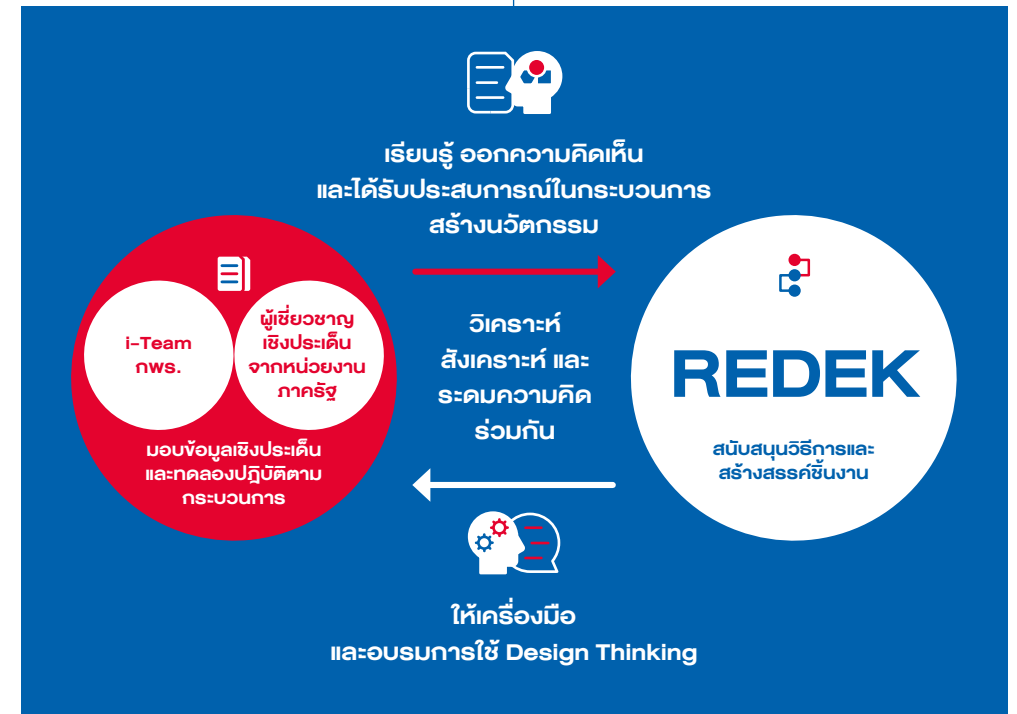 เรียนรู้ ออกความคิดเห็น
และได้รับประสบการณ์ในกระบวนการ
สร้างนวัตกรรม
i-Team
กพร.
ผู้เชี่ยวชาญ
เชิงประเด็น
จากหน่วยงาน
ภาครัฐ
มอบข้อมูลเชิงประเด็น
และทดลองปฏิบัติตาม
กระบวนการ
วิเคราะห์
สังเคราะห์ และ
ระดมความคิด
ร่วมกัน
REDEK
สนับสนุนวิธีการและ
สร้างสรรค์ชิ้นงาน
ให้เครื่องมือ
และอบรมการใช้ Design Thinking